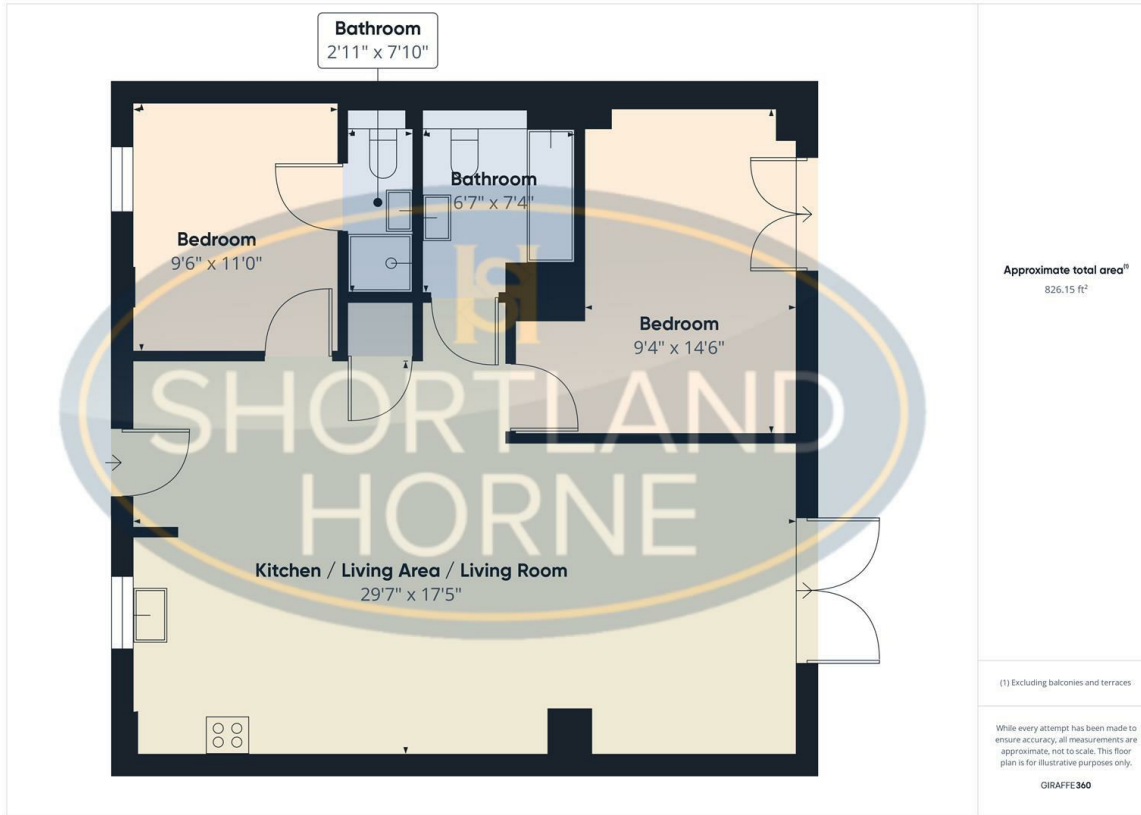 Bathroom
2'11" x 7'10"
Bathroom
6'7" x 7'4"
Bedroom
9'6" x 11'0"
Bedroom
9'4" x 14'6"
SH
SHORTLAND
HORNE
Kitchen / Living Area / Living Room
29'7" x 17'5"
Approximate total area⁽¹⁾
826.15 ft²
(1) Excluding balconies and terraces
While every attempt has been made to
ensure accuracy, all measurements are
approximate, not to scale. This floor
plan is for illustrative purposes only.
GIRAFFE360